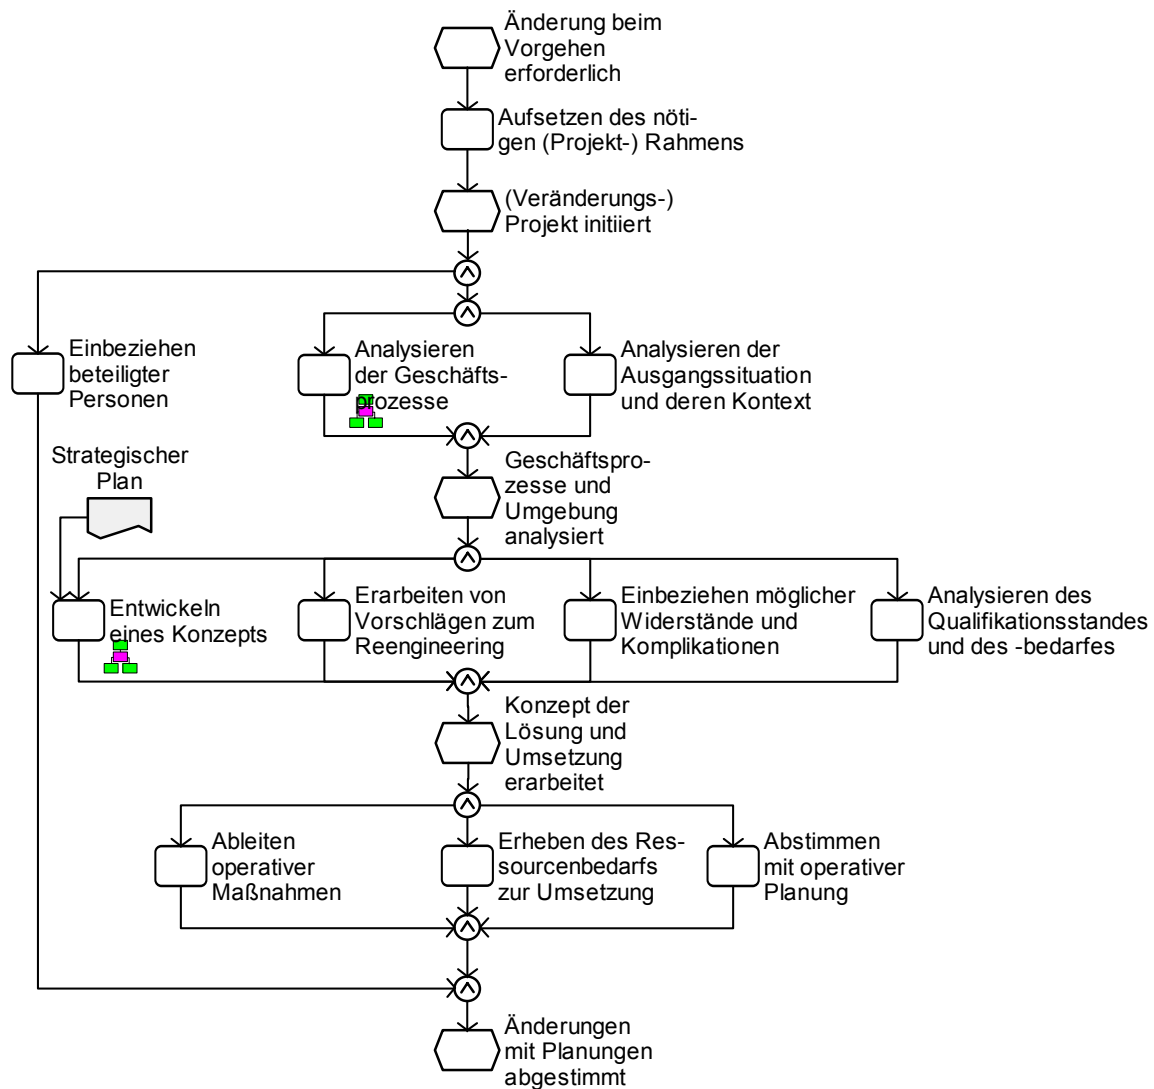 Änderung beim
Vorgehen
erforderlich
Aufsetzen des nöti-
gen (Projekt-) Rahmens
(Veränderungs-)
Projekt initiiert
Einbeziehen
beteiligter
Personen
Analysieren
der Geschäfts-
prozesse
Analysieren der
Ausgangssituation
und deren Kontext
Strategischer
Plan
Geschäftspro-
zesse und
Umgebung
analysiert
Entwickeln
eines Konzepts
Erarbeiten von
Vorschlägen zum
Reengineering
Einbeziehen möglicher
Widerstände und
Komplikationen
Analysieren des
Qualifikationsstandes
und des -bedarfes
Konzept der
Lösung und
Umsetzung
erarbeitet
Ableiten
operativer
Maßnahmen
Erheben des Res-
sourcenbedarfs
zur Umsetzung
Abstimmen
mit operativer
Planung
Änderungen
mit Planungen
abgestimmt